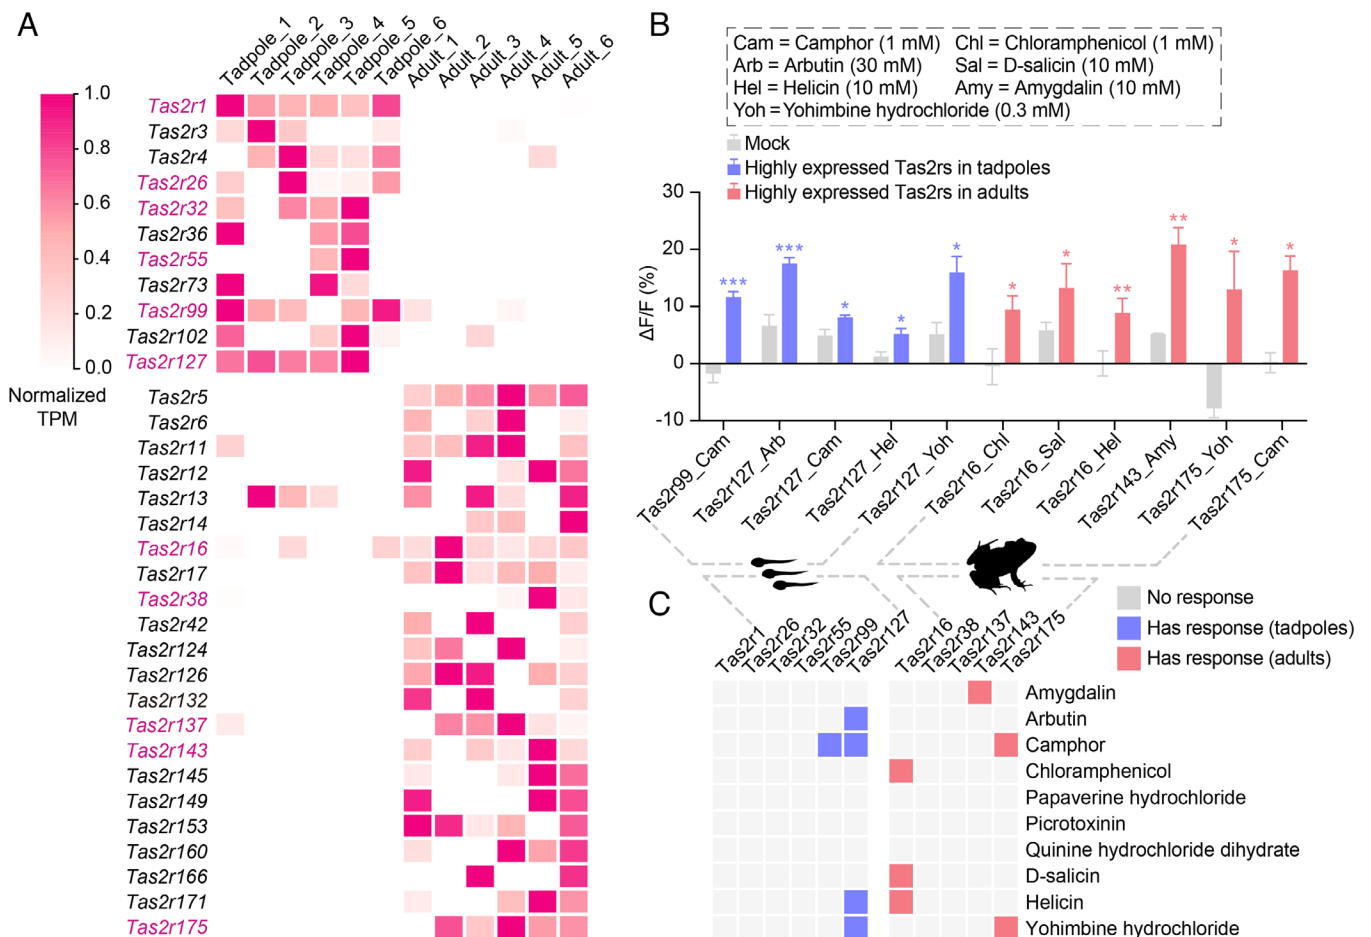 A
Tadpole_1
Tadpole_2
Tadpole_3
Tadpole_4
Tadpole_5
Tadpole_6
Adult_1
Adult_2
Adult_3
Adult_4
Adult_5
Adult_6
1.0
0.8
0.6
0.4
0.2
0.0
Normalized
TPM
Tas2r1
Tas2r3
Tas2r4
Tas2r26
Tas2r32
Tas2r36
Tas2r55
Tas2r73
Tas2r99
Tas2r102
Tas2r127
Tas2r5
Tas2r6
Tas2r11
Tas2r12
Tas2r13
Tas2r14
Tas2r16
Tas2r17
Tas2r38
Tas2r42
Tas2r124
Tas2r126
Tas2r132
Tas2r137
Tas2r143
Tas2r145
Tas2r149
Tas2r153
Tas2r160
Tas2r166
Tas2r171
Tas2r175
B
Cam = Camphor (1 mM) Chl = Chloramphenicol (1 mM)
Arb = Arbutin (30 mM) Sal = D-salicin (10 mM)
Hel = Helicin (10 mM) Amy = Amygdalin (10 mM)
Yoh = Yohimbine hydrochloride (0.3 mM)
Mock
Highly expressed Tas2rs in tadpoles
Highly expressed Tas2rs in adults
ΔF/F (%)
30
20
10
0
-10
*** *** * * * * * ** ** * *
Tas2r99_Cam
Tas2r127_Arb
Tas2r127_Cam
Tas2r127_Hel
Tas2r127_Yoh
Tas2r16_Chl
Tas2r16_Sal
Tas2r16_Hel
Tas2r143_Amy
Tas2r175_Yoh
Tas2r175_Cam
C
No response
Has response (tadpoles)
Has response (adults)
Tas2r1
Tas2r26
Tas2r32
Tas2r55
Tas2r99
Tas2r127
Tas2r16
Tas2r38
Tas2r137
Tas2r143
Tas2r175
Amygdalin
Arbutin
Camphor
Chloramphenicol
Papaverine hydrochloride
Picrotoxinin
Quinine hydrochloride dihydrate
D-salicin
Helicin
Yohimbine hydrochloride